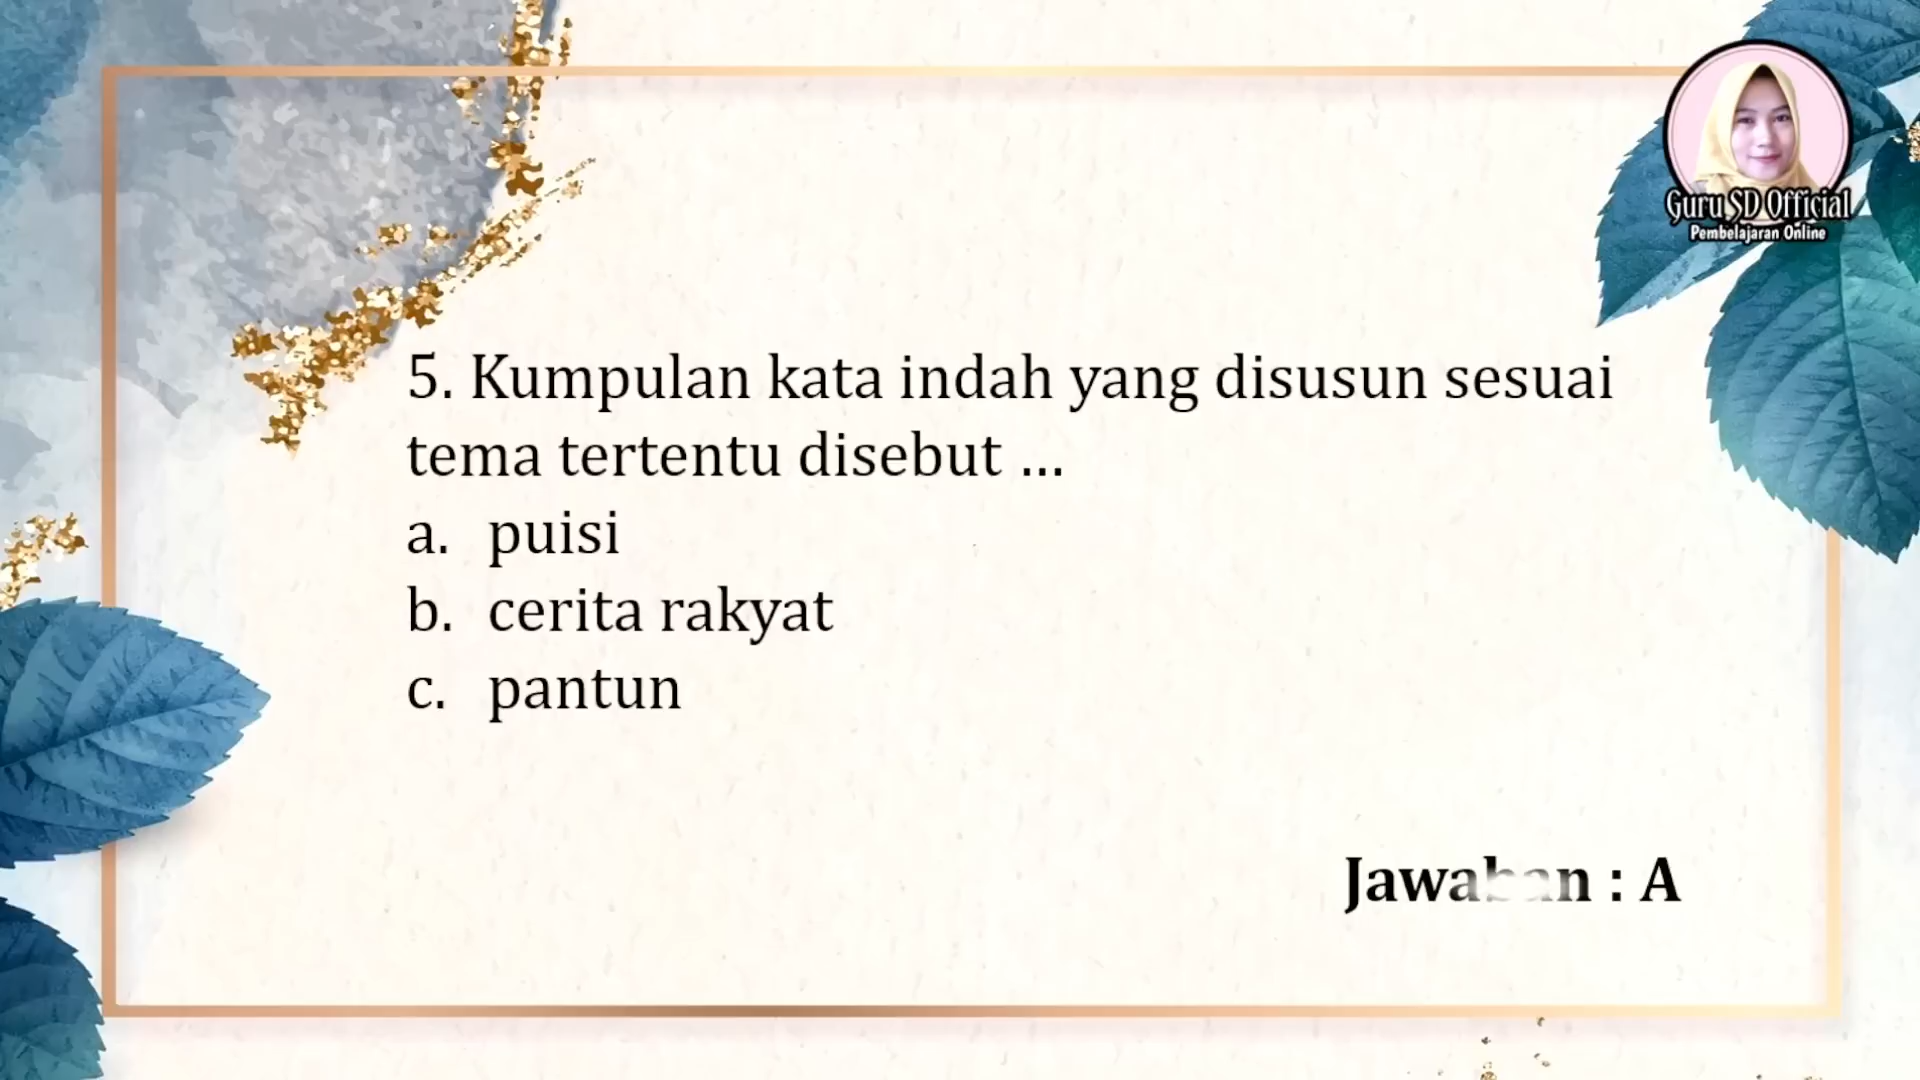 Guru SD Official
Pembelajaran Online
5. Kumpulan kata indah yang disusun sesuai
tema tertentu disebut ...
a. puisi
b. cerita rakyat
c. pantun
Jawaban : A